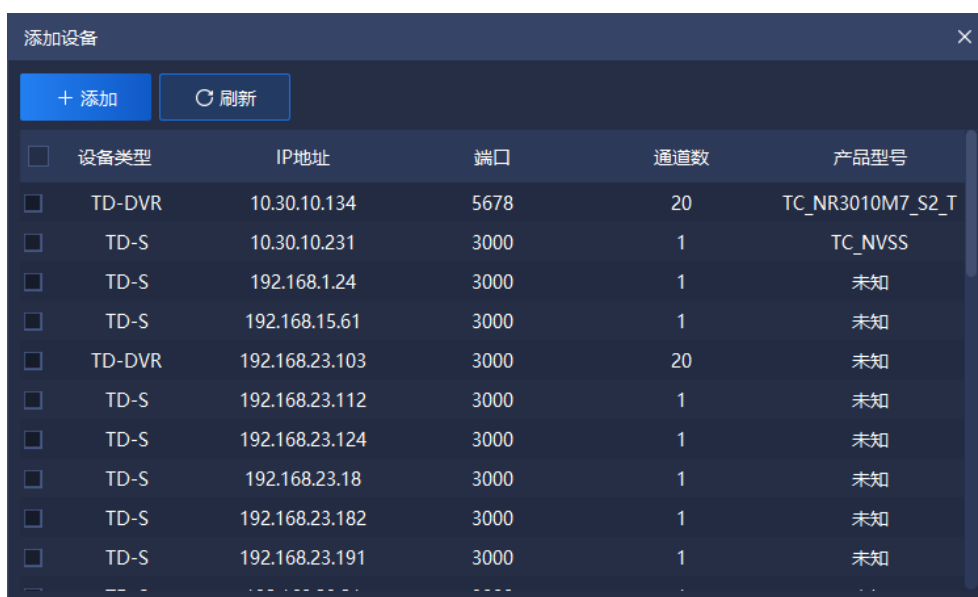 添加设备
+ 添加 刷新
设备类型 IP地址 端口 通道数 产品型号
TD-DVR 10.30.10.134 5678 20 TC_NR3010M7_S2_T
TD-S 10.30.10.231 3000 1 TC_NVSS
TD-S 192.168.1.24 3000 1 未知
TD-S 192.168.15.61 3000 1 未知
TD-DVR 192.168.23.103 3000 20 未知
TD-S 192.168.23.112 3000 1 未知
TD-S 192.168.23.124 3000 1 未知
TD-S 192.168.23.18 3000 1 未知
TD-S 192.168.23.182 3000 1 未知
TD-S 192.168.23.191 3000 1 未知